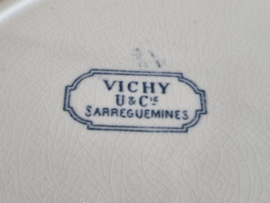 VICHY
U & Cie
SARREGUEMINES